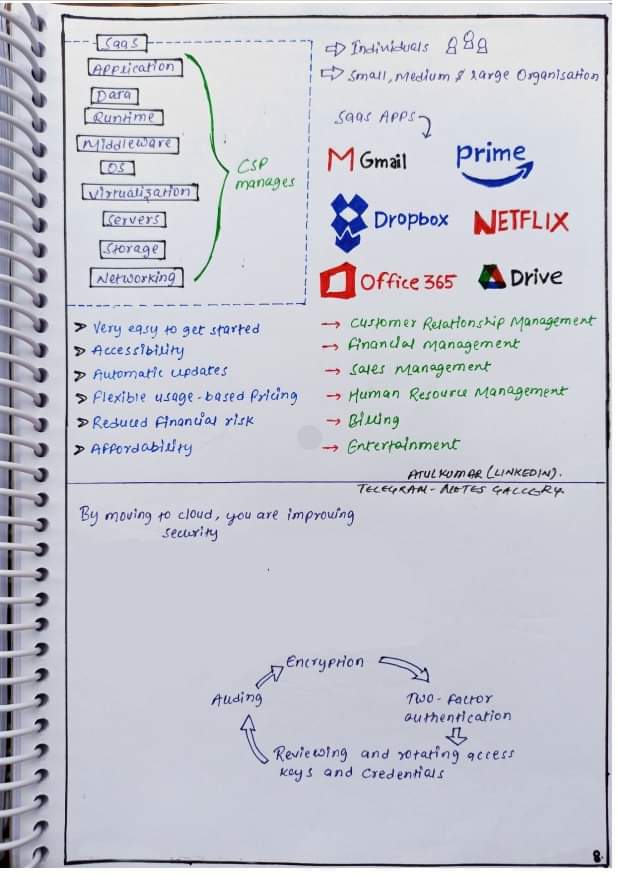 SaaS
Application
Data
Runtime
Middleware
OS
Virtualization
Servers
Storage
Networking
CSP
manages
Individuals
Small, Medium & Large Organisation
SaaS APPS
M Gmail
prime
Dropbox
NETFLIX
Office 365
Drive
Very easy to get started
Accessibility
Automatic updates
Flexible usage-based Pricing
Reduced Financial risk
Affordability
Customer Relationship Management
Financial Management
Sales Management
Human Resource Management
Billing
Entertainment
ATULKUMAR (LINKEDIN).
TELEGRAM - NOTES GALLERY.
By moving to cloud, you are improving
security
Encryption
Two-factor
authentication
Reviewing and rotating access
keys and credentials
Auding
8.